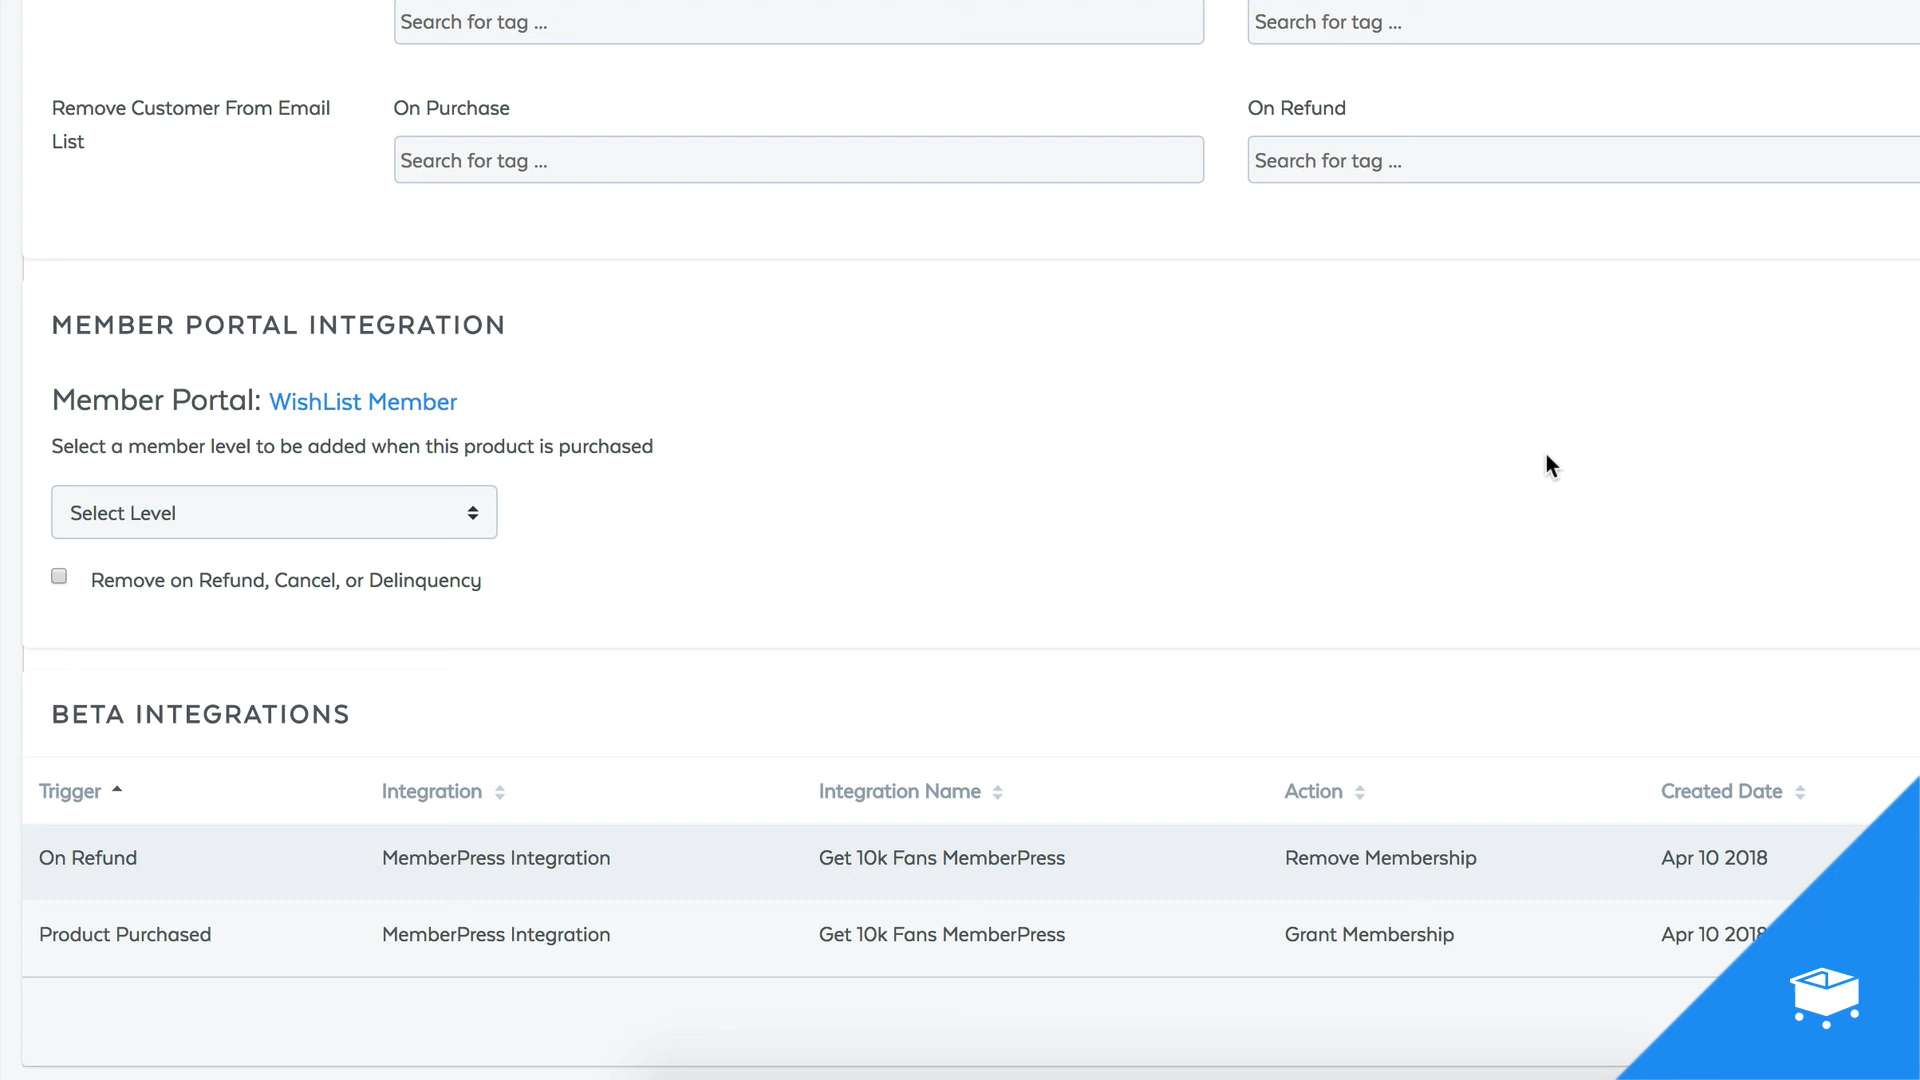 Search for tag ...
Search for tag ...
Remove Customer From Email List
On Purchase
On Refund
Search for tag ...
Search for tag ...
MEMBER PORTAL INTEGRATION
Member Portal: WishList Member
Select a member level to be added when this product is purchased
Select Level
Remove on Refund, Cancel, or Delinquency
BETA INTEGRATIONS
Trigger Integration Integration Name Action Created Date
On Refund MemberPress Integration Get 10k Fans MemberPress Remove Membership Apr 10 2018
Product Purchased MemberPress Integration Get 10k Fans MemberPress Grant Membership Apr 10 2018